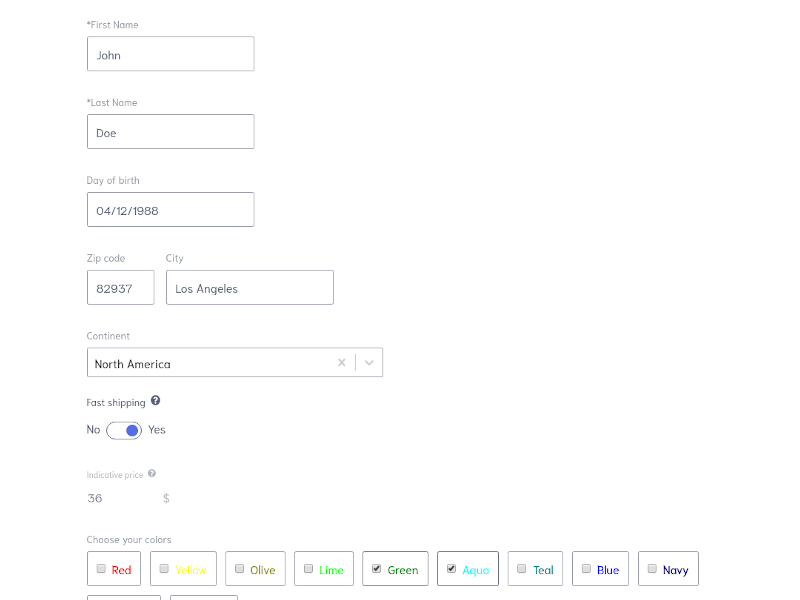 *First Name
John
*Last Name
Doe
Day of birth
04/12/1988
Zip code City
82937 Los Angeles
Continent
North America
Fast shipping
No Yes
Indicative price
36 $
Choose your colors
Red Yellow Olive Lime Green Aqua Teal Blue Navy